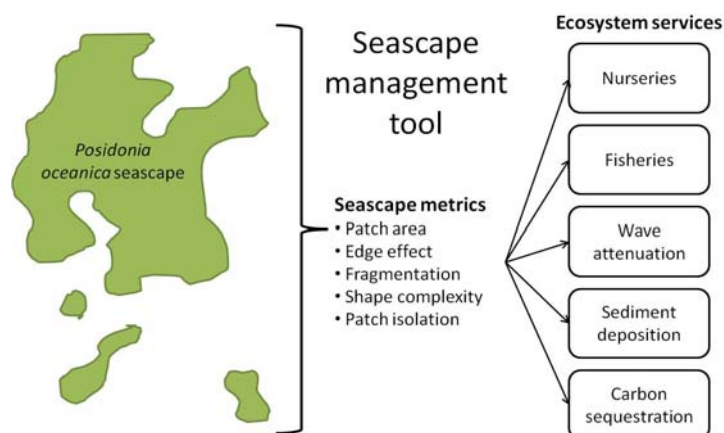 Posidonia
oceanica seascape
Seascape
management
tool
Seascape metrics
• Patch area
• Edge effect
• Fragmentation
• Shape complexity
• Patch isolation
Ecosystem services
Nurseries
Fisheries
Wave
attenuation
Sediment
deposition
Carbon
sequestration